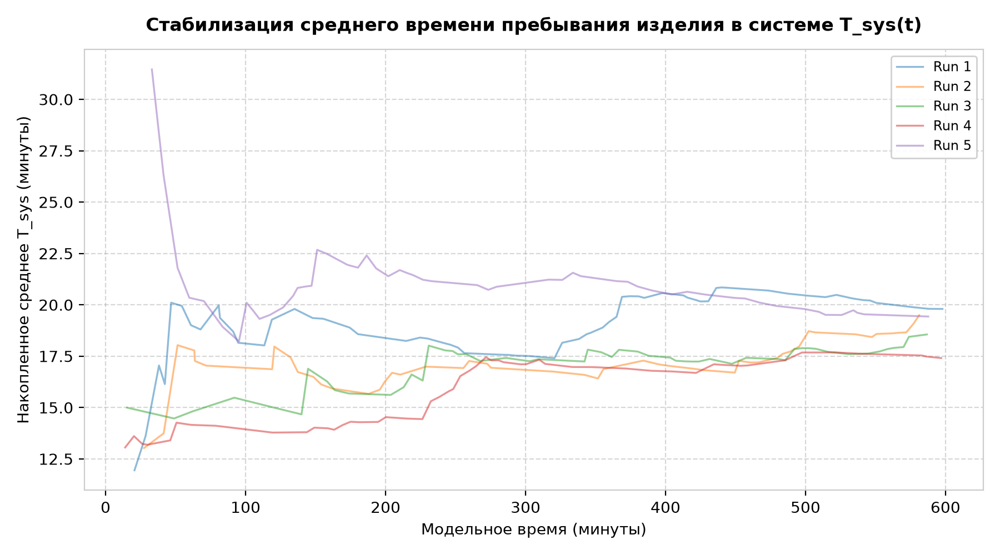 Стабилизация среднего времени пребывания изделия в системе T_sys(t)
Накопленное среднее T_sys (минуты)
30.0
27.5
25.0
22.5
20.0
17.5
15.0
12.5
Run 1
Run 2
Run 3
Run 4
Run 5
0 100 200 300 400 500 600
Модельное время (минуты)